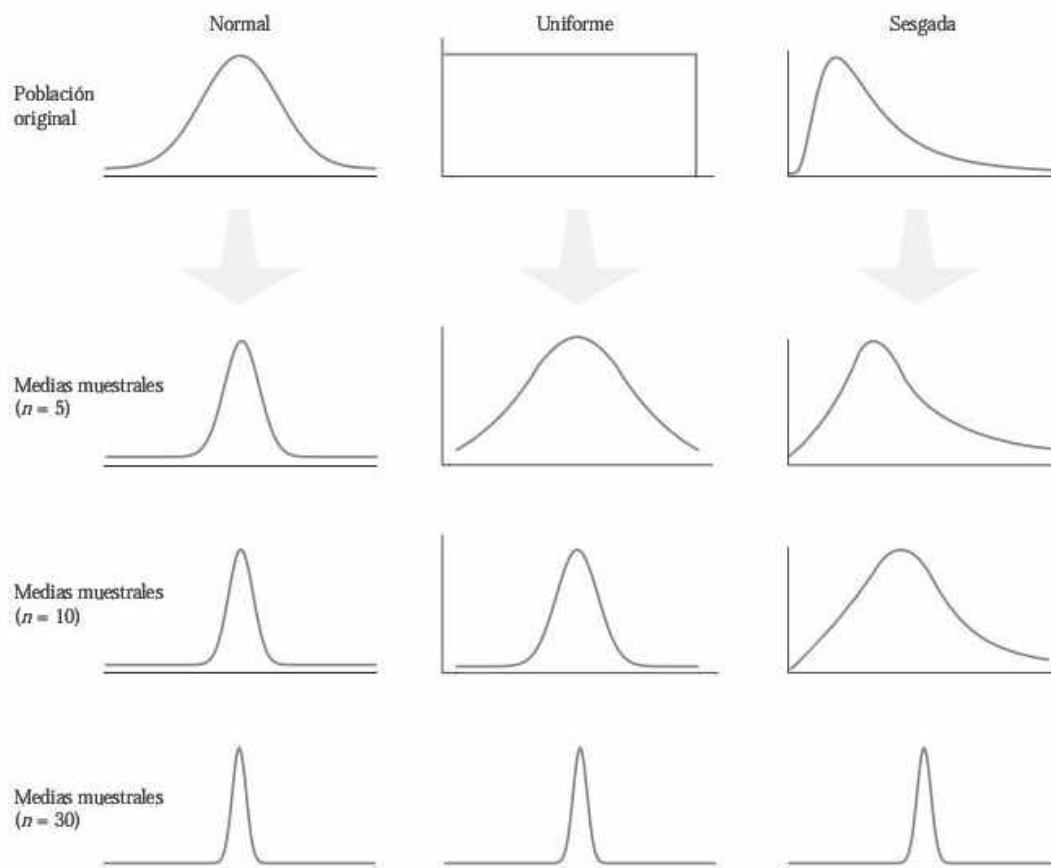 Normal
Uniforme
Sesgada
Población
original
Medias muestrales
(n = 5)
Medias muestrales
(n = 10)
Medias muestrales
(n = 30)